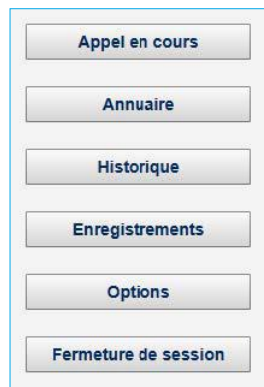 Appel en cours
Annuaire
Historique
Enregistrements
Options
Fermeture de session